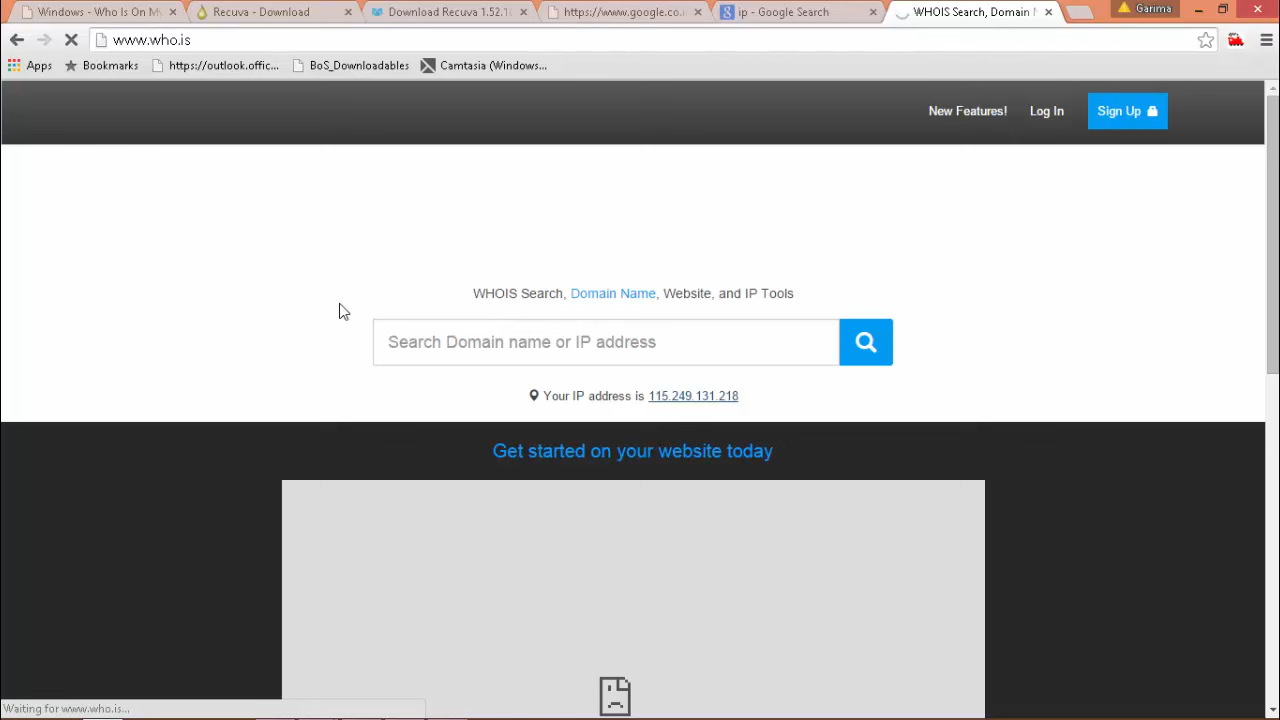 Windows - Who Is On My
Recuva - Download
Download Recuva 1.52.10
https://www.google.co.i
ip - Google Search
WHOIS Search, Domain N
Garima
www.who.is
Apps
Bookmarks
https://outlook.offic...
BoS_Downloadables
Camtasia (Windows...
New Features!
Log In
Sign Up
WHOIS Search, Domain Name, Website, and IP Tools
Search Domain name or IP address
Your IP address is 115.249.131.218
Get started on your website today
Waiting for www.who.is...